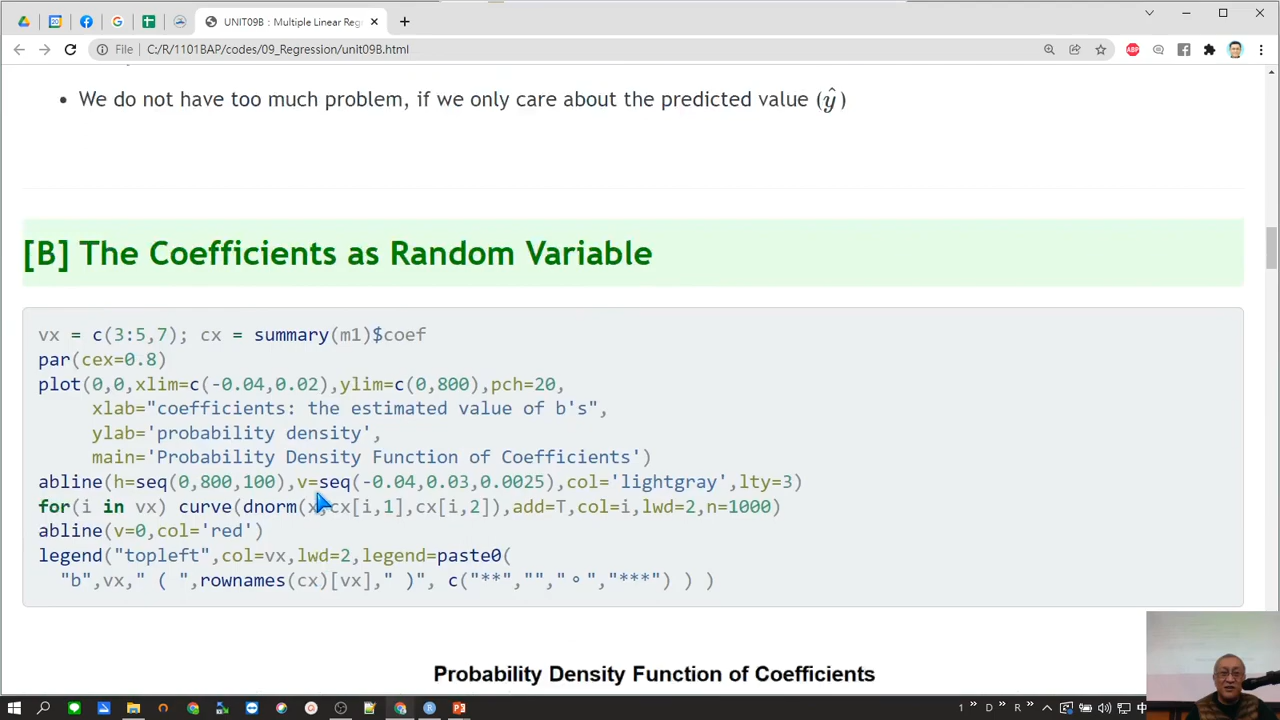 UNIT09B : Multiple Linear Regr
File
C:/R/1101BAP/codes/09_Regression/unit09B.html
ABP
• We do not have too much problem, if we only care about the predicted value (ŷ)
[B] The Coefficients as Random Variable
vx = c(3:5,7); cx = summary(m1)$coef
par(cex=0.8)
plot(0,0,xlim=c(-0.04,0.02),ylim=c(0,800),pch=20,
xlab="coefficients: the estimated value of b's",
ylab='probability density',
main='Probability Density Function of Coefficients')
abline(h=seq(0,800,100),v=seq(-0.04,0.03,0.0025),col='lightgray',lty=3)
for(i in vx) curve(dnorm(x,cx[i,1],cx[i,2]),add=T,col=i,lwd=2,n=1000)
abline(v=0,col='red')
legend("topleft",col=vx,lwd=2,legend=paste0(
"b",vx," ( ",rownames(cx)[vx]," )", c("**","","∘","***") ) )
Probability Density Function of Coefficients
1 » D » R »
中